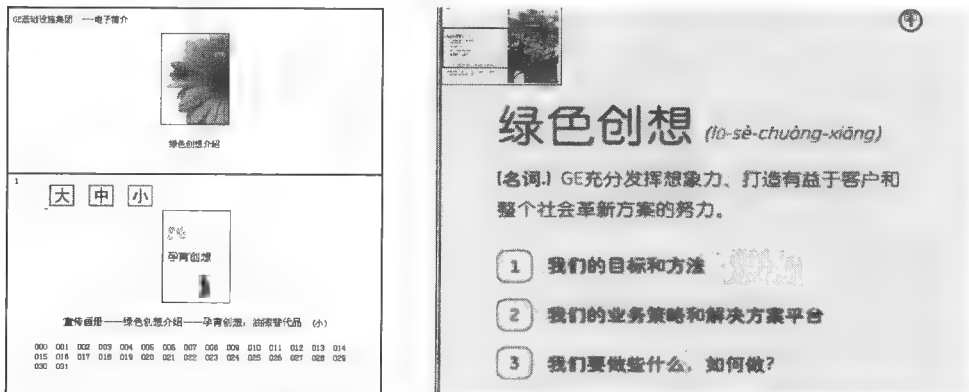 GE基础设施集团 ——电子简介
绿色创想介绍
1
大 中 小
孕育创想
宣传画册——绿色创想介绍——孕育创想：油漆替代品 (小)
000 001 002 003 004 005 006 007 008 009 010 011 012 013 014
015 016 017 018 019 020 021 022 023 024 025 026 027 028 029
030 031
中
绿色创想 (lǜ-sè-chuàng-xiǎng)
(名词.) GE充分发挥想象力、打造有益于客户和
整个社会革新方案的努力。
1 我们的目标和方法
2 我们的业务策略和解决方案平台
3 我们要做些什么，如何做?